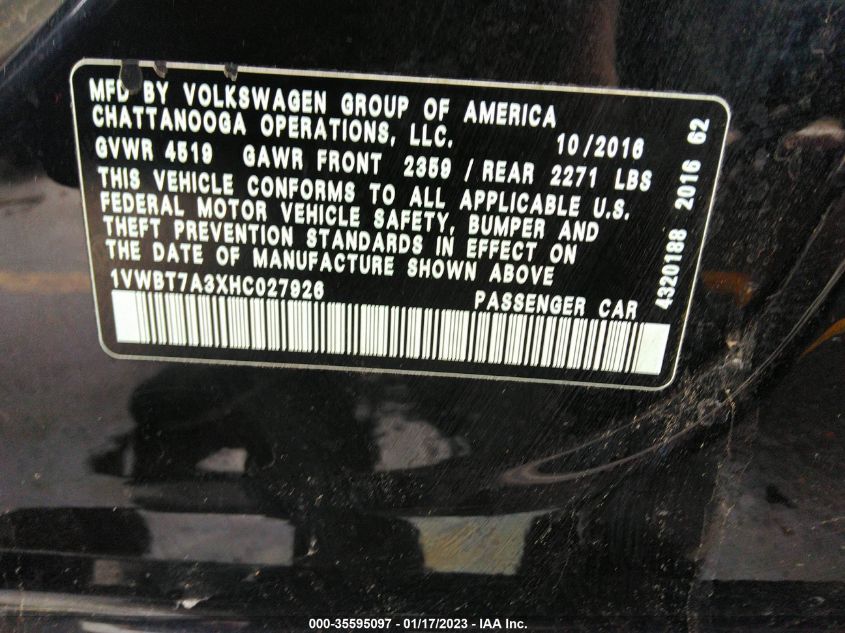 MFD BY VOLKSWAGEN GROUP OF AMERICA
CHATTANOOGA OPERATIONS, LLC. 10/2016
GVWR 4519 GAWR FRONT 2359 / REAR 2271 LBS
THIS VEHICLE CONFORMS TO ALL APPLICABLE U.S.
FEDERAL MOTOR VEHICLE SAFETY, BUMPER AND
THEFT PREVENTION STANDARDS IN EFFECT ON
THE DATE OF MANUFACTURE SHOWN ABOVE
1VWBT7A3XHC027926 PASSENGER CAR
4320188 2016 62
000-35595097 - 01/17/2023 - IAA Inc.